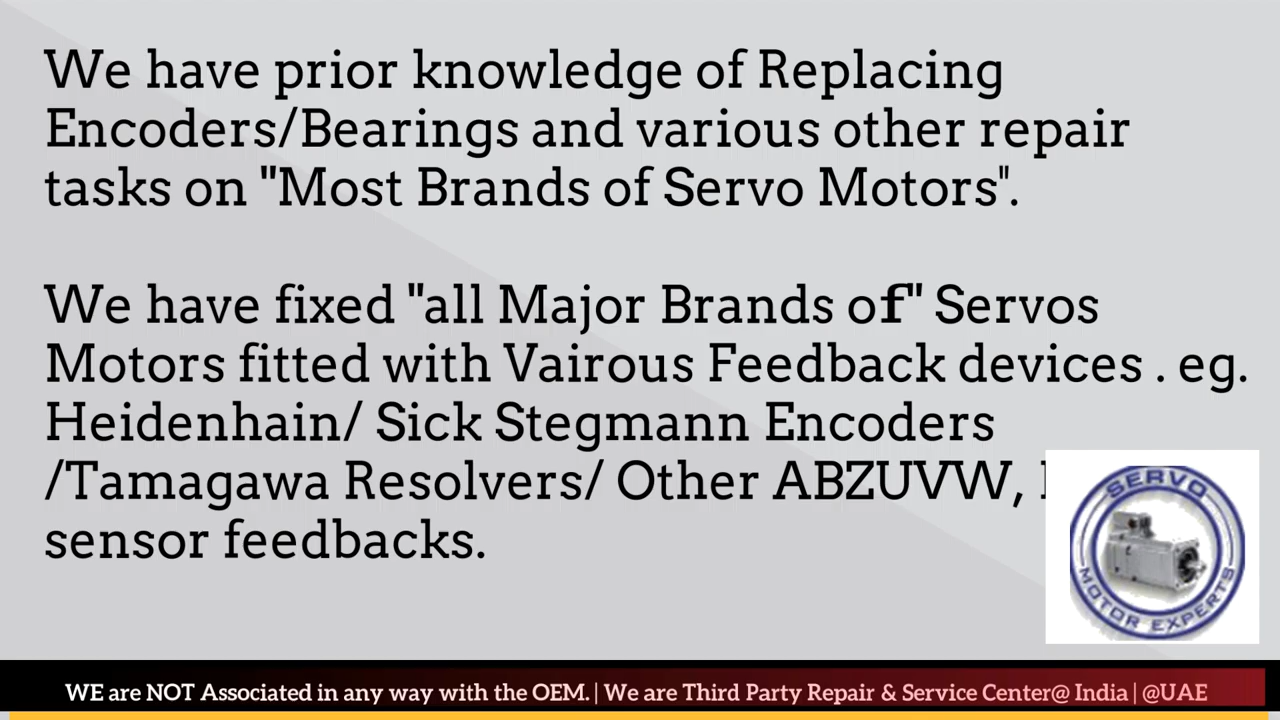 We have prior knowledge of Replacing
Encoders/Bearings and various other repair
tasks on "Most Brands of Servo Motors".
We have fixed "all Major Brands of" Servos
Motors fitted with Vairous Feedback devices . eg.
Heidenhain/ Sick Stegmann Encoders
/Tamagawa Resolvers/ Other ABZUVW,
sensor feedbacks.
SERVO
MOTOR EXPERTS
WE are NOT Associated in any way with the OEM. | We are Third Party Repair & Service Center@ India | @UAE